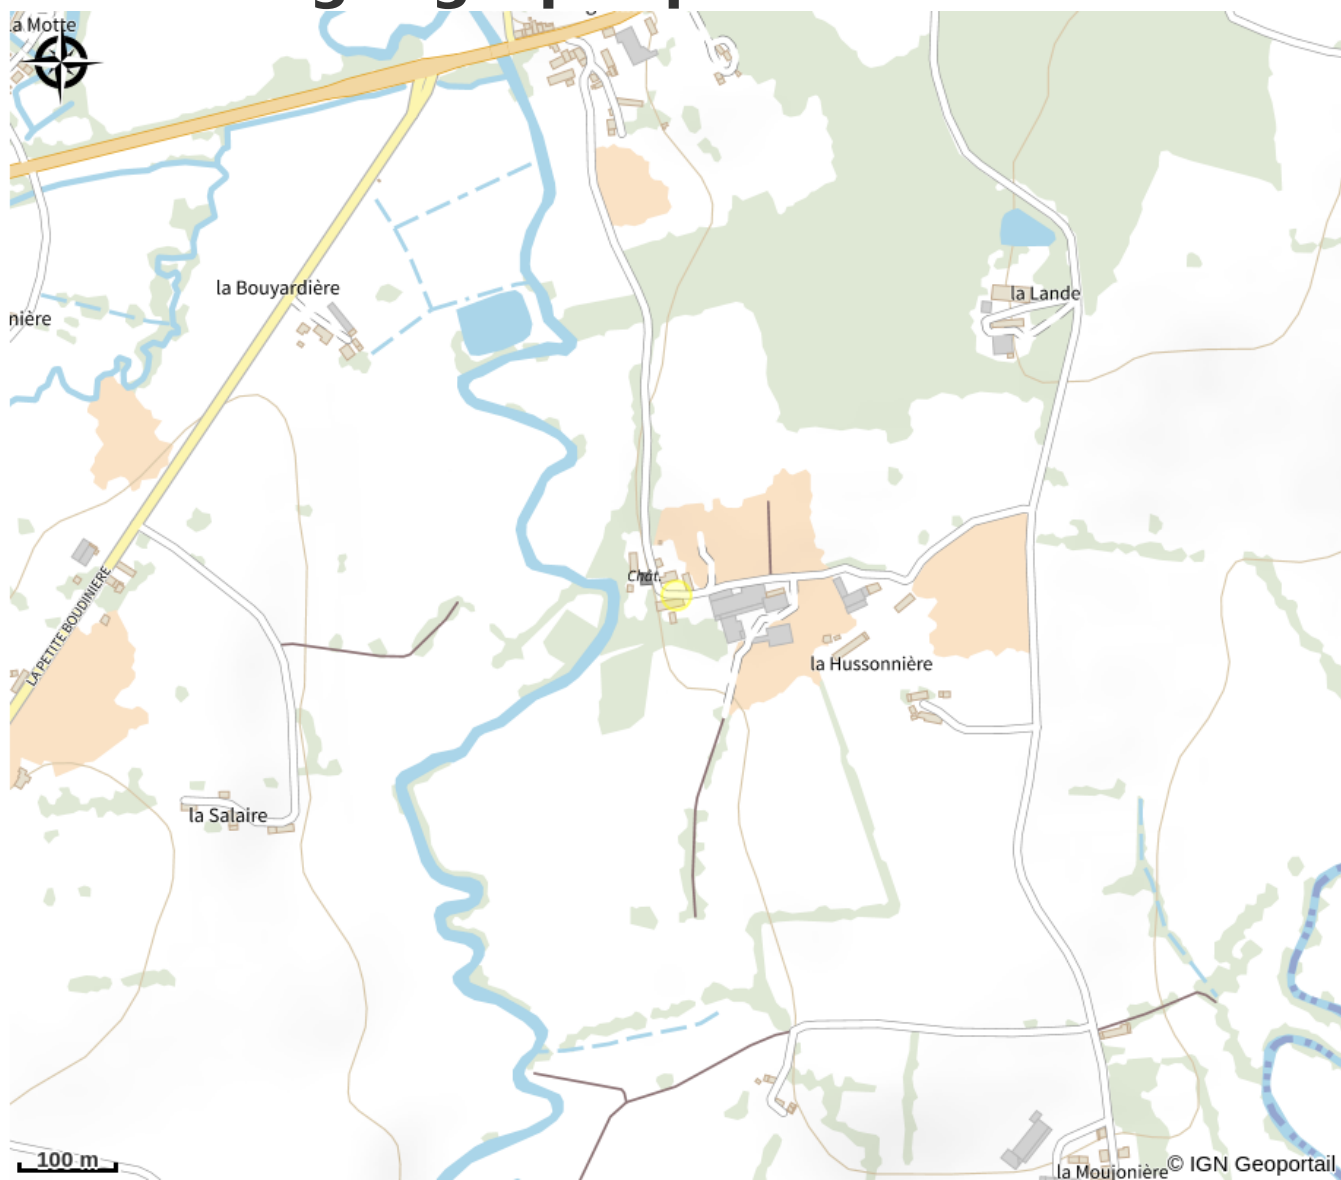 la Motte
la Bouyardière
la Lande
nière
Chât.
LA PETITE BOUDINIERE
la Hussonnière
la Salaire
100 m
la Moujonière
© IGN Geoportail